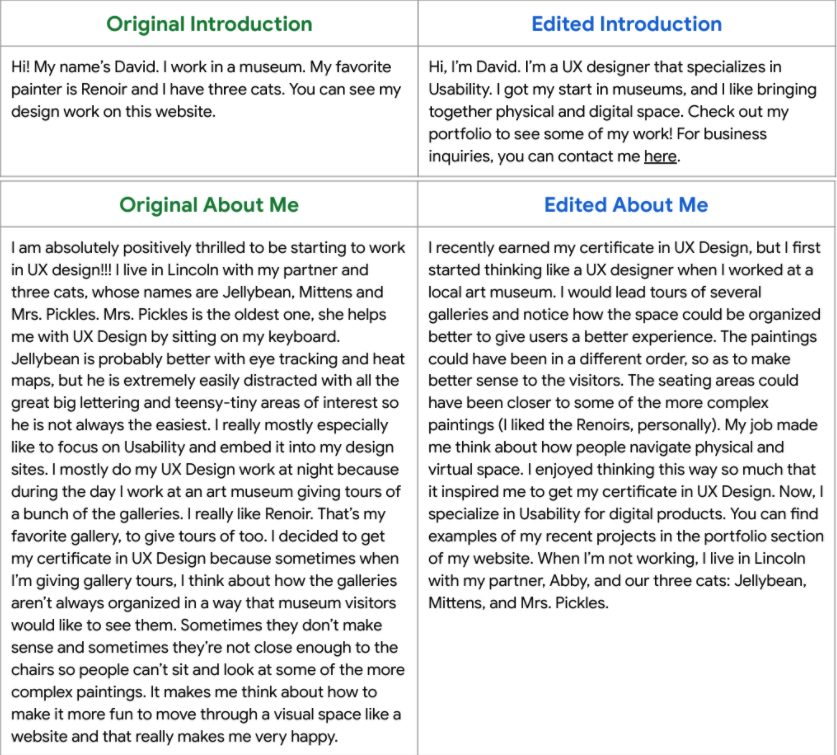 Original Introduction
Edited Introduction
Hi! My name's David. I work in a museum. My favorite
painter is Renoir and I have three cats. You can see my
design work on this website.
Hi, I'm David. I'm a UX designer that specializes in
Usability. I got my start in museums, and I like bringing
together physical and digital space. Check out my
portfolio to see some of my work! For business
inquiries, you can contact me here.
Original About Me
Edited About Me
I am absolutely positively thrilled to be starting to work
in UX design!!! I live in Lincoln with my partner and
three cats, whose names are Jellybean, Mittens and
Mrs. Pickles. Mrs. Pickles is the oldest one, she helps
me with UX Design by sitting on my keyboard.
Jellybean is probably better with eye tracking and heat
maps, but he is extremely easily distracted with all the
great big lettering and teensy-tiny areas of interest so
he is not always the easiest. I really mostly especially
like to focus on Usability and embed it into my design
sites. I mostly do my UX Design work at night because
during the day I work at an art museum giving tours of
a bunch of the galleries. I really like Renoir. That's my
favorite gallery, to give tours of too. I decided to get
my certificate in UX Design because sometimes when
I'm giving gallery tours, I think about how the galleries
aren't always organized in a way that museum visitors
would like to see them. Sometimes they don't make
sense and sometimes they're not close enough to the
chairs so people can't sit and look at some of the more
complex paintings. It makes me think about how to
make it more fun to move through a visual space like a
website and that really makes me very happy.
I recently earned my certificate in UX Design, but I first
started thinking like a UX designer when I worked at a
local art museum. I would lead tours of several
galleries and notice how the space could be organized
better to give users a better experience. The paintings
could have been in a different order, so as to make
better sense to the visitors. The seating areas could
have been closer to some of the more complex
paintings (I liked the Renoirs, personally). My job made
me think about how people navigate physical and
virtual space. I enjoyed thinking this way so much that
it inspired me to get my certificate in UX Design. Now, I
specialize in Usability for digital products. You can find
examples of my recent projects in the portfolio section
of my website. When I'm not working, I live in Lincoln
with my partner, Abby, and our three cats: Jellybean,
Mittens, and Mrs. Pickles.